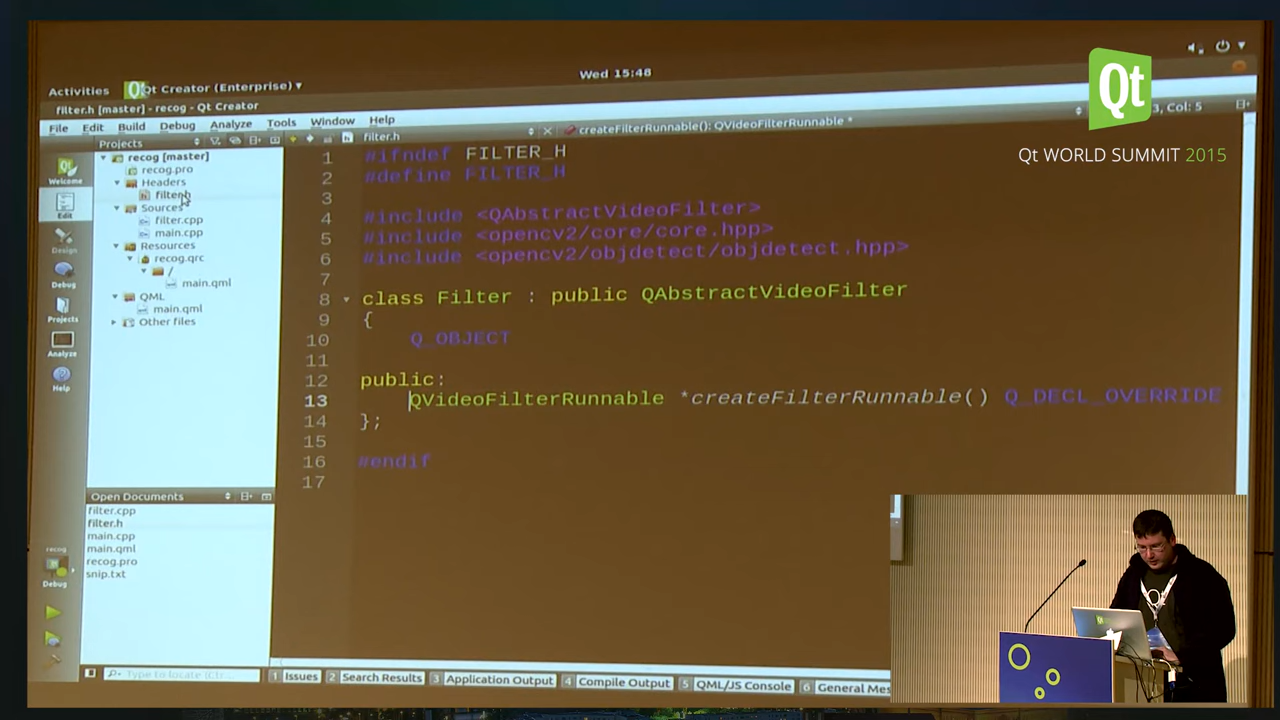 Wed 15:48
Activities
Qt Creator (Enterprise)
filter.h [master] - recog - Qt Creator
File Edit Build Debug Analyze Tools Window Help
Projects
filter.h
createFilterRunnable(): QVideoFilterRunnable *
3, Col: 5
Qt
Qt WORLD SUMMIT 2015
Welcome
Edit
Design
Debug
Projects
Analyze
Help
recog [master]
recog.pro
Headers
filter.h
Sources
filter.cpp
main.cpp
Resources
recog.qrc
/
main.qml
QML
main.qml
Other files
1 #ifndef FILTER_H
2 #define FILTER_H
3
4 #include <QAbstractVideoFilter>
5 #include <opencv2/core/core.hpp>
6 #include <opencv2/objdetect/objdetect.hpp>
7
8 class Filter : public QAbstractVideoFilter
9 {
10 Q_OBJECT
11
12 public:
13 QVideoFilterRunnable *createFilterRunnable() Q_DECL_OVERRIDE
14 };
15
16 #endif
17
Open Documents
filter.cpp
filter.h
main.cpp
main.qml
recog.pro
snip.txt
recog
Debug
Type to locate (Ctr...
1 Issues 2 Search Results 3 Application Output 4 Compile Output 5 QML/JS Console 6 General Mes